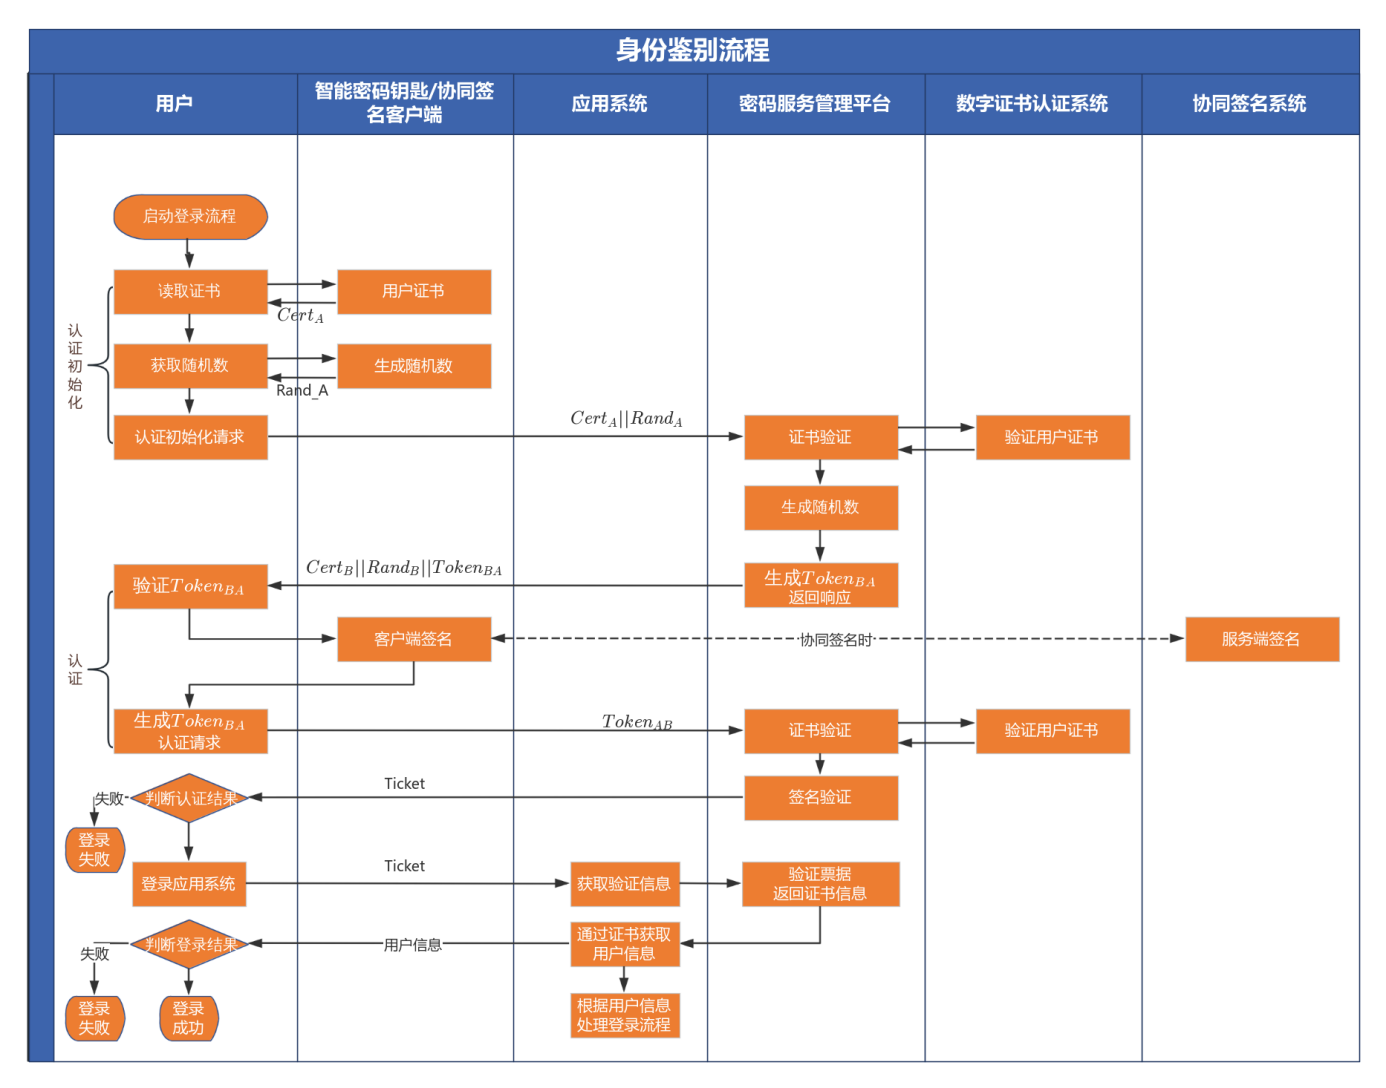 身份鉴别流程
用户
智能密码钥匙/协同签
名客户端
应用系统
密码服务管理平台
数字证书认证系统
协同签名系统
启动登录流程
读取证书
用户证书
Cert_A
认
证
初
始
化
获取随机数
生成随机数
Rand_A
认证初始化请求
Cert_A||Rand_A
证书验证
验证用户证书
生成随机数
验证Token_BA
Cert_B||Rand_B||Token_BA
生成Token_BA
返回响应
客户端签名
协同签名时
服务端签名
认
证
生成Token_BA
认证请求
Token_AB
证书验证
验证用户证书
失败
判断认证结果
Ticket
签名验证
登录
失败
登录应用系统
Ticket
获取验证信息
验证票据
返回证书信息
失败
判断登录结果
用户信息
通过证书获取
用户信息
登录
失败
登录
成功
根据用户信息
处理登录流程